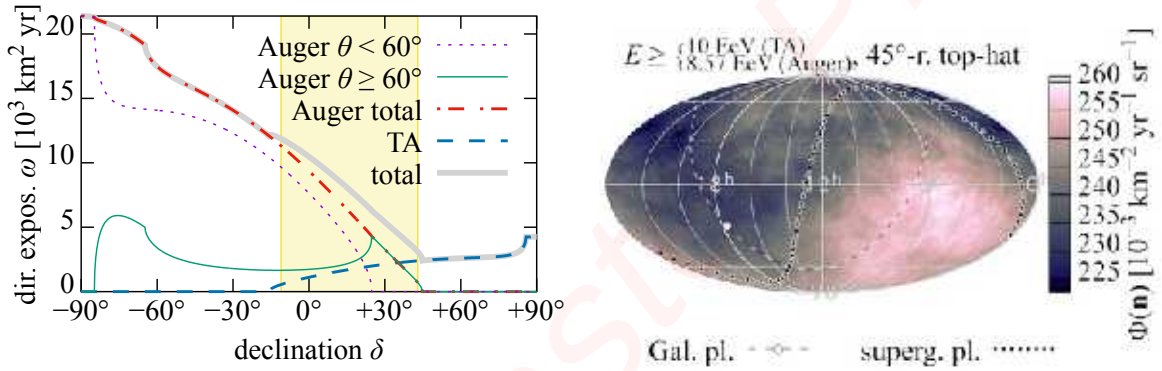 dir. expos. ω [10³ km² yr]
20
15
10
5
0
Auger θ < 60°
Auger θ ≥ 60°
Auger total
TA
total
−90° −60° −30° 0° +30° +60° +90°
declination δ
E ≥ {10 EeV (TA)
{8.57 EeV (Auger), 45°-r. top-hat
260
255
250
245
240
235
230
225
Φ(n) [10⁻³ km⁻² yr⁻¹ sr⁻¹]
Gal. pl.
superg. pl.